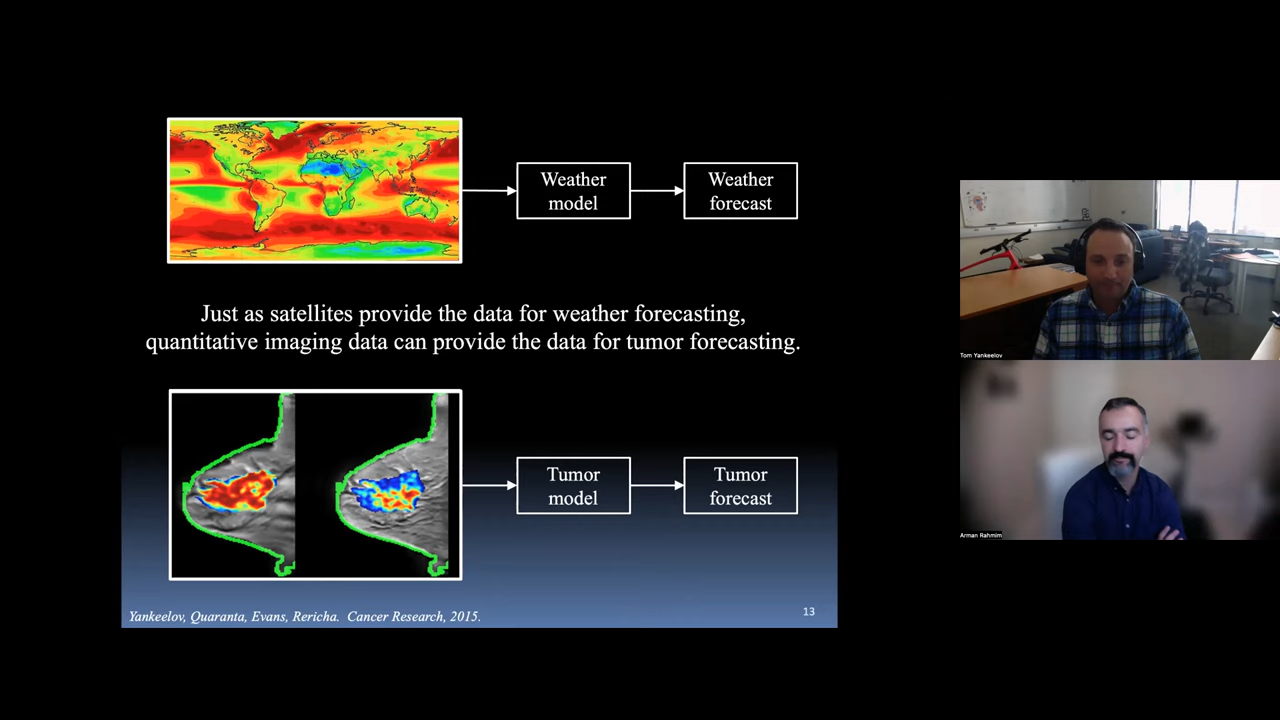 Weather
model
Weather
forecast
Just as satellites provide the data for weather forecasting,
quantitative imaging data can provide the data for tumor forecasting.
Tumor
model
Tumor
forecast
Yankeelov, Quaranta, Evans, Rericha. Cancer Research, 2015.
13
Tom Yankeelov
Arman Rahmim